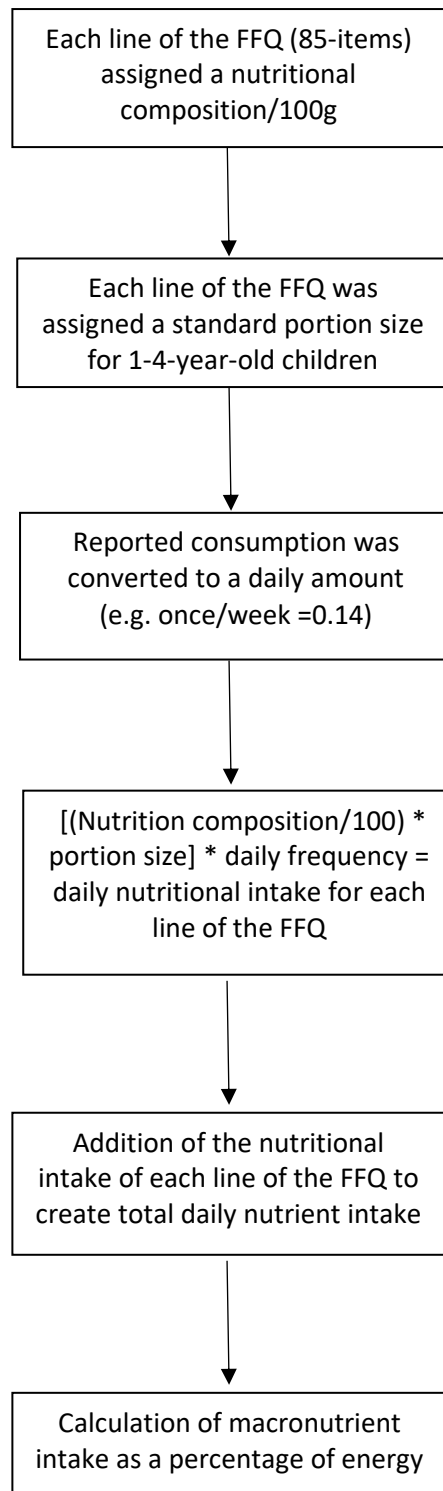 Each line of the FFQ (85-items)
assigned a nutritional
composition/100g
Each line of the FFQ was
assigned a standard portion size
for 1-4-year-old children
Reported consumption was
converted to a daily amount
(e.g. once/week =0.14)
[(Nutrition composition/100) *
portion size] * daily frequency =
daily nutritional intake for each
line of the FFQ
Addition of the nutritional
intake of each line of the FFQ to
create total daily nutrient intake
Calculation of macronutrient
intake as a percentage of energy